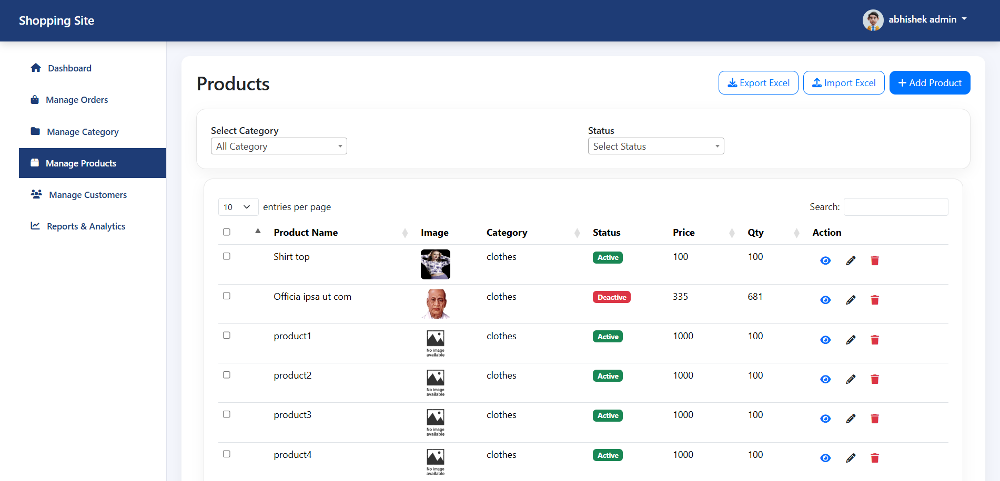 Shopping Site
abhishek admin
Dashboard
Manage Orders
Manage Category
Manage Products
Manage Customers
Reports & Analytics
Products
Export Excel
Import Excel
+ Add Product
Select Category
All Category
Status
Select Status
10 entries per page
Search:
Product Name Image Category Status Price Qty Action
Shirt top clothes Active 100 100
Officia ipsa ut com clothes Deactive 335 681
product1 No image available clothes Active 1000 100
product2 No image available clothes Active 1000 100
product3 No image available clothes Active 1000 100
product4 No image available clothes Active 1000 100